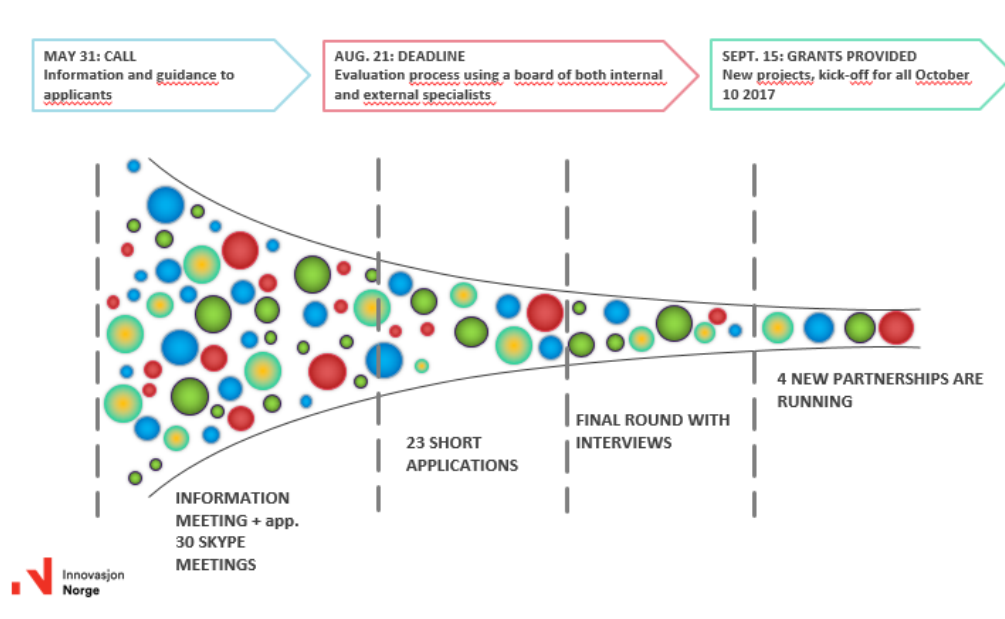 MAY 31: CALL
Information and guidance to
applicants
AUG. 21: DEADLINE
Evaluation process using a board of both internal
and external specialists
SEPT. 15: GRANTS PROVIDED
New projects, kick-off for all October
10 2017
INFORMATION
MEETING + app.
30 SKYPE
MEETINGS
23 SHORT
APPLICATIONS
FINAL ROUND WITH
INTERVIEWS
4 NEW PARTNERSHIPS ARE
RUNNING
Innovasjon
Norge